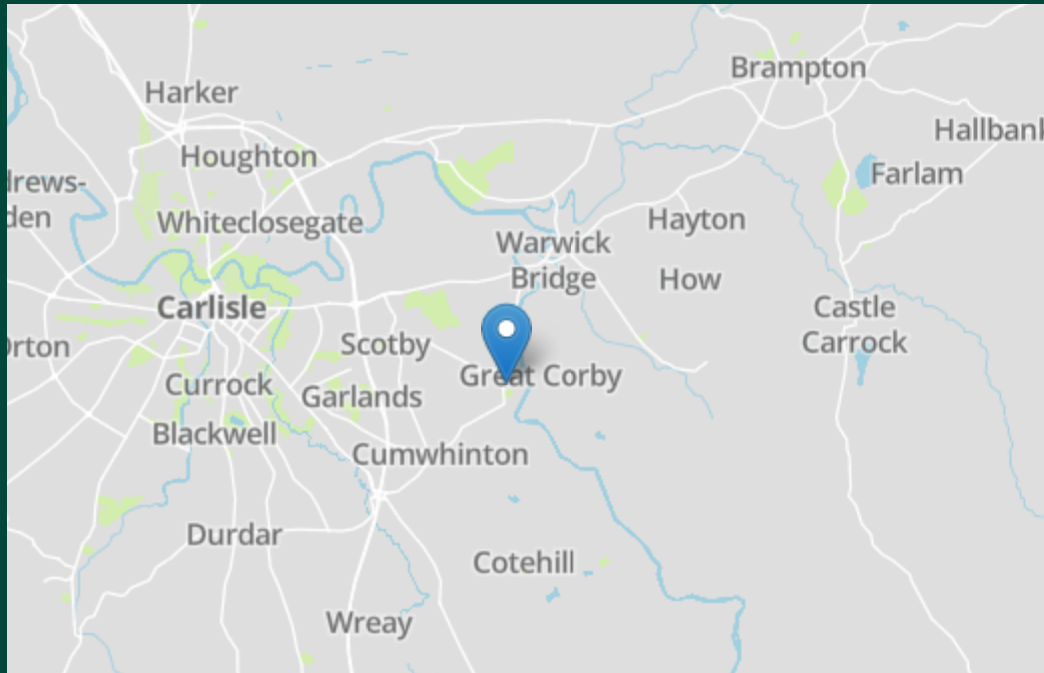 Brampton
Harker
Hallbank
Houghton
drews-
den
Farlam
Whiteclosegate
Hayton
Warwick
Bridge
How
Carlisle
Castle
Carrock
Scotby
Orton
Great Corby
Currock
Garlands
Blackwell
Cumwhinton
Durdar
Cotehill
Wreay